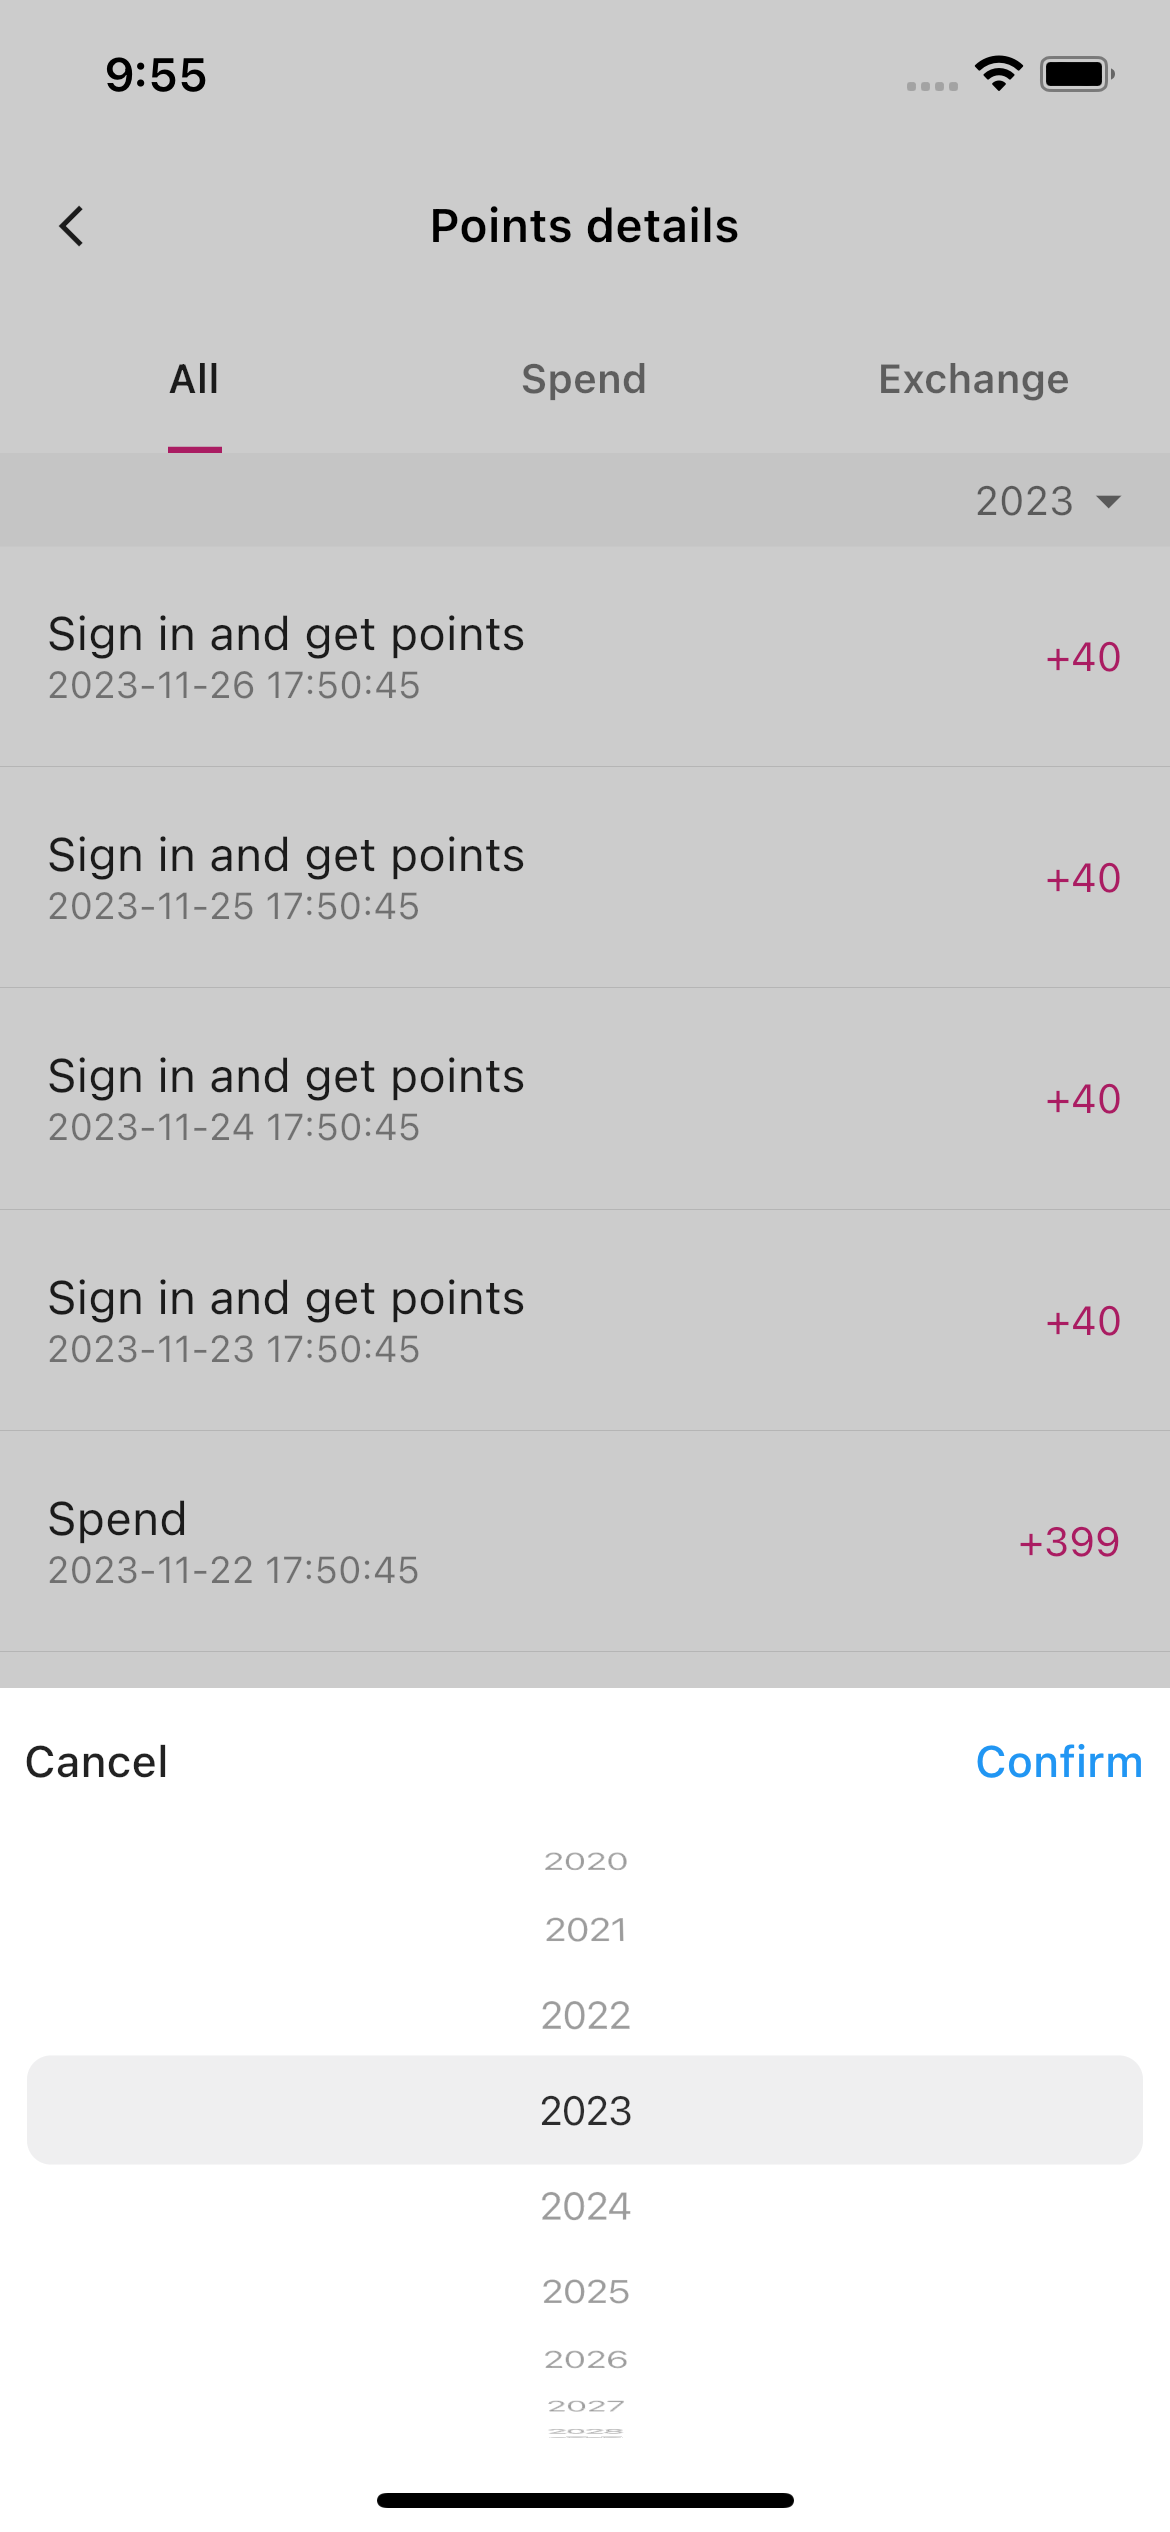 9:55
Points details
All
Spend
Exchange
2023
Sign in and get points
2023-11-26 17:50:45
+40
Sign in and get points
2023-11-25 17:50:45
+40
Sign in and get points
2023-11-24 17:50:45
+40
Sign in and get points
2023-11-23 17:50:45
+40
Spend
2023-11-22 17:50:45
+399
Cancel
Confirm
2020
2021
2022
2023
2024
2025
2026
2027
2028